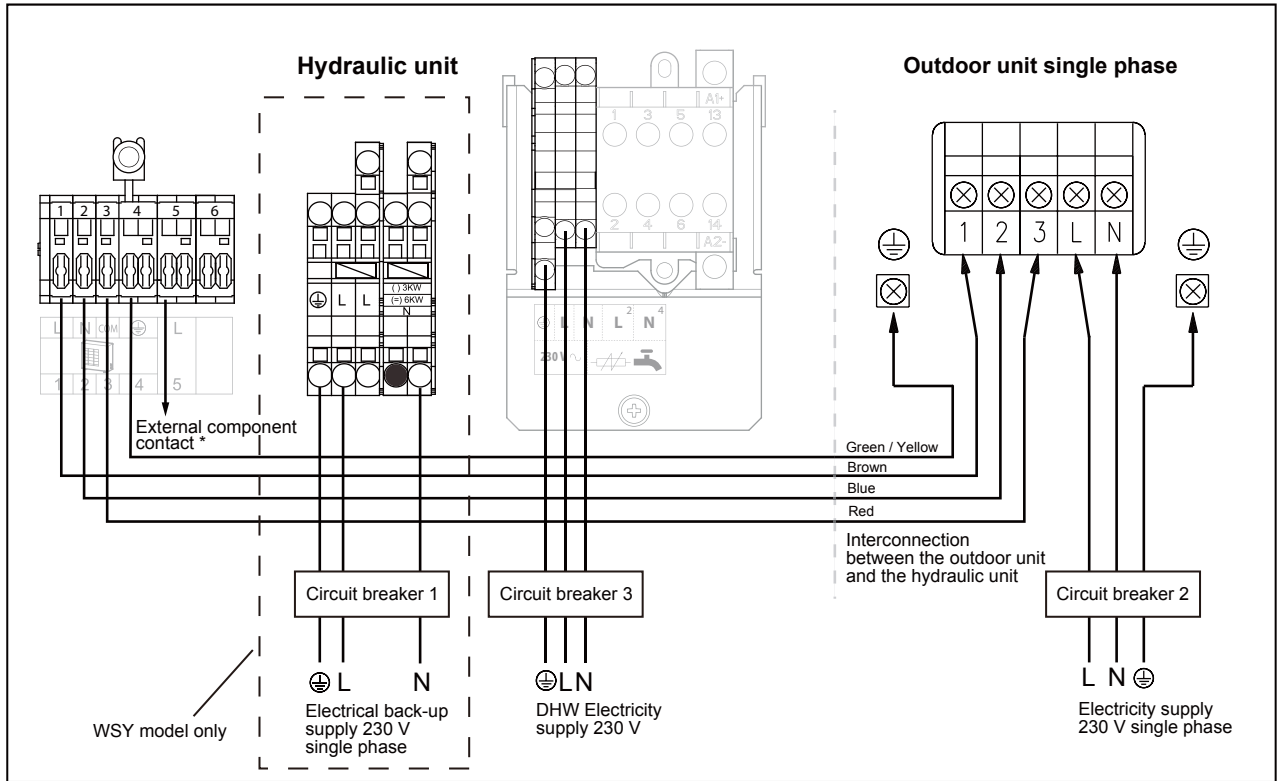 Hydraulic unit
Outdoor unit single phase
A1+
1 3 5 13
2 4 6 14
A2-
1 2 3 4 5 6
L N COM L
1 2 3 4 5
L L
( ) 3KW
(=) 6KW
N
L N L 2 N 4
230 V ~
1 2 3 L N
External component
contact *
Green / Yellow
Brown
Blue
Red
Interconnection
between the outdoor unit
and the hydraulic unit
Circuit breaker 1
Circuit breaker 3
Circuit breaker 2
L N
L N
L N
WSY model only
Electrical back-up
supply 230 V
single phase
DHW Electricity
supply 230 V
Electricity supply
230 V single phase